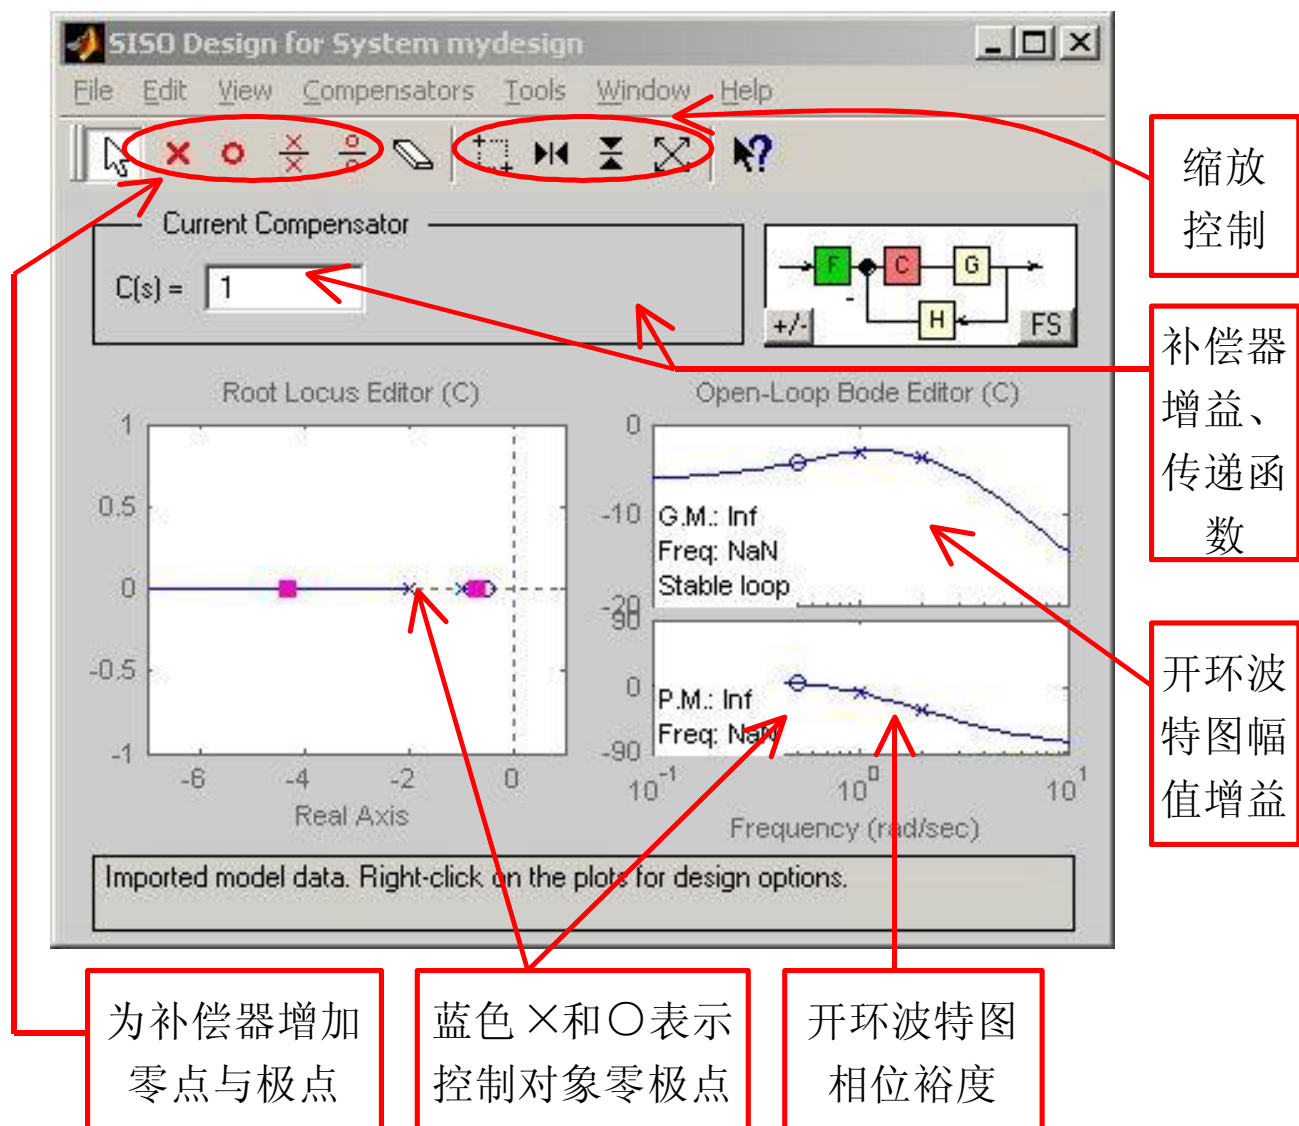 SISO Design for System mydesign
File Edit View Compensators Tools Window Help
缩放
控制
Current Compensator
C(s) = 1
F C G
-
H
+/- FS
补偿器
增益、
传递函
数
Root Locus Editor (C)
1
0.5
0
-0.5
-1
-6 -4 -2 0
Real Axis
Open-Loop Bode Editor (C)
0
-10
-20
G.M.: Inf
Freq: NaN
Stable loop
90
0
-90
P.M.: Inf
Freq: NaN
10^-1 10^0 10^1
Frequency (rad/sec)
开环波
特图幅
值增益
Imported model data. Right-click on the plots for design options.
为补偿器增加
零点与极点
蓝色×和○表示
控制对象零极点
开环波特图
相位裕度